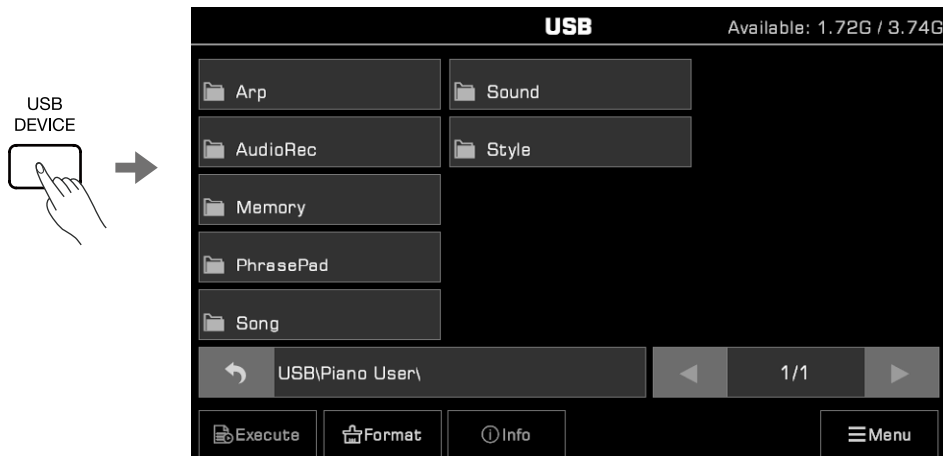 USB
DEVICE
USB
Available: 1.72G / 3.74G
Arp
Sound
AudioRec
Style
Memory
PhrasePad
Song
USB\Piano User\
1/1
Execute
Format
Info
Menu